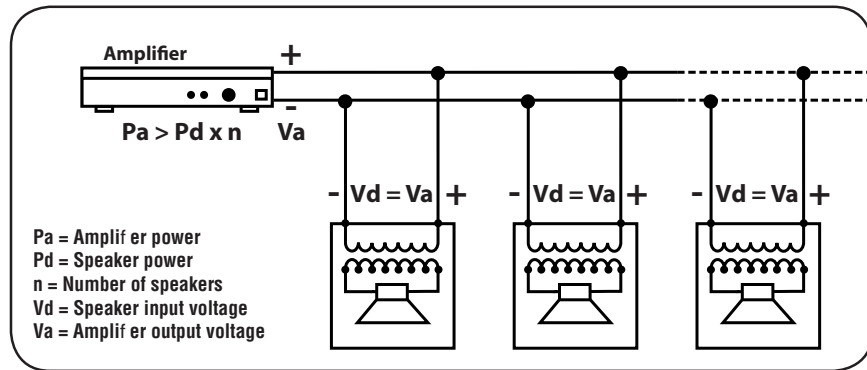 Amplifier
+
-
Pa > Pd x n
Va
- Vd = Va +
- Vd = Va +
- Vd = Va +
Pa = Amplif er power
Pd = Speaker power
n = Number of speakers
Vd = Speaker input voltage
Va = Amplif er output voltage